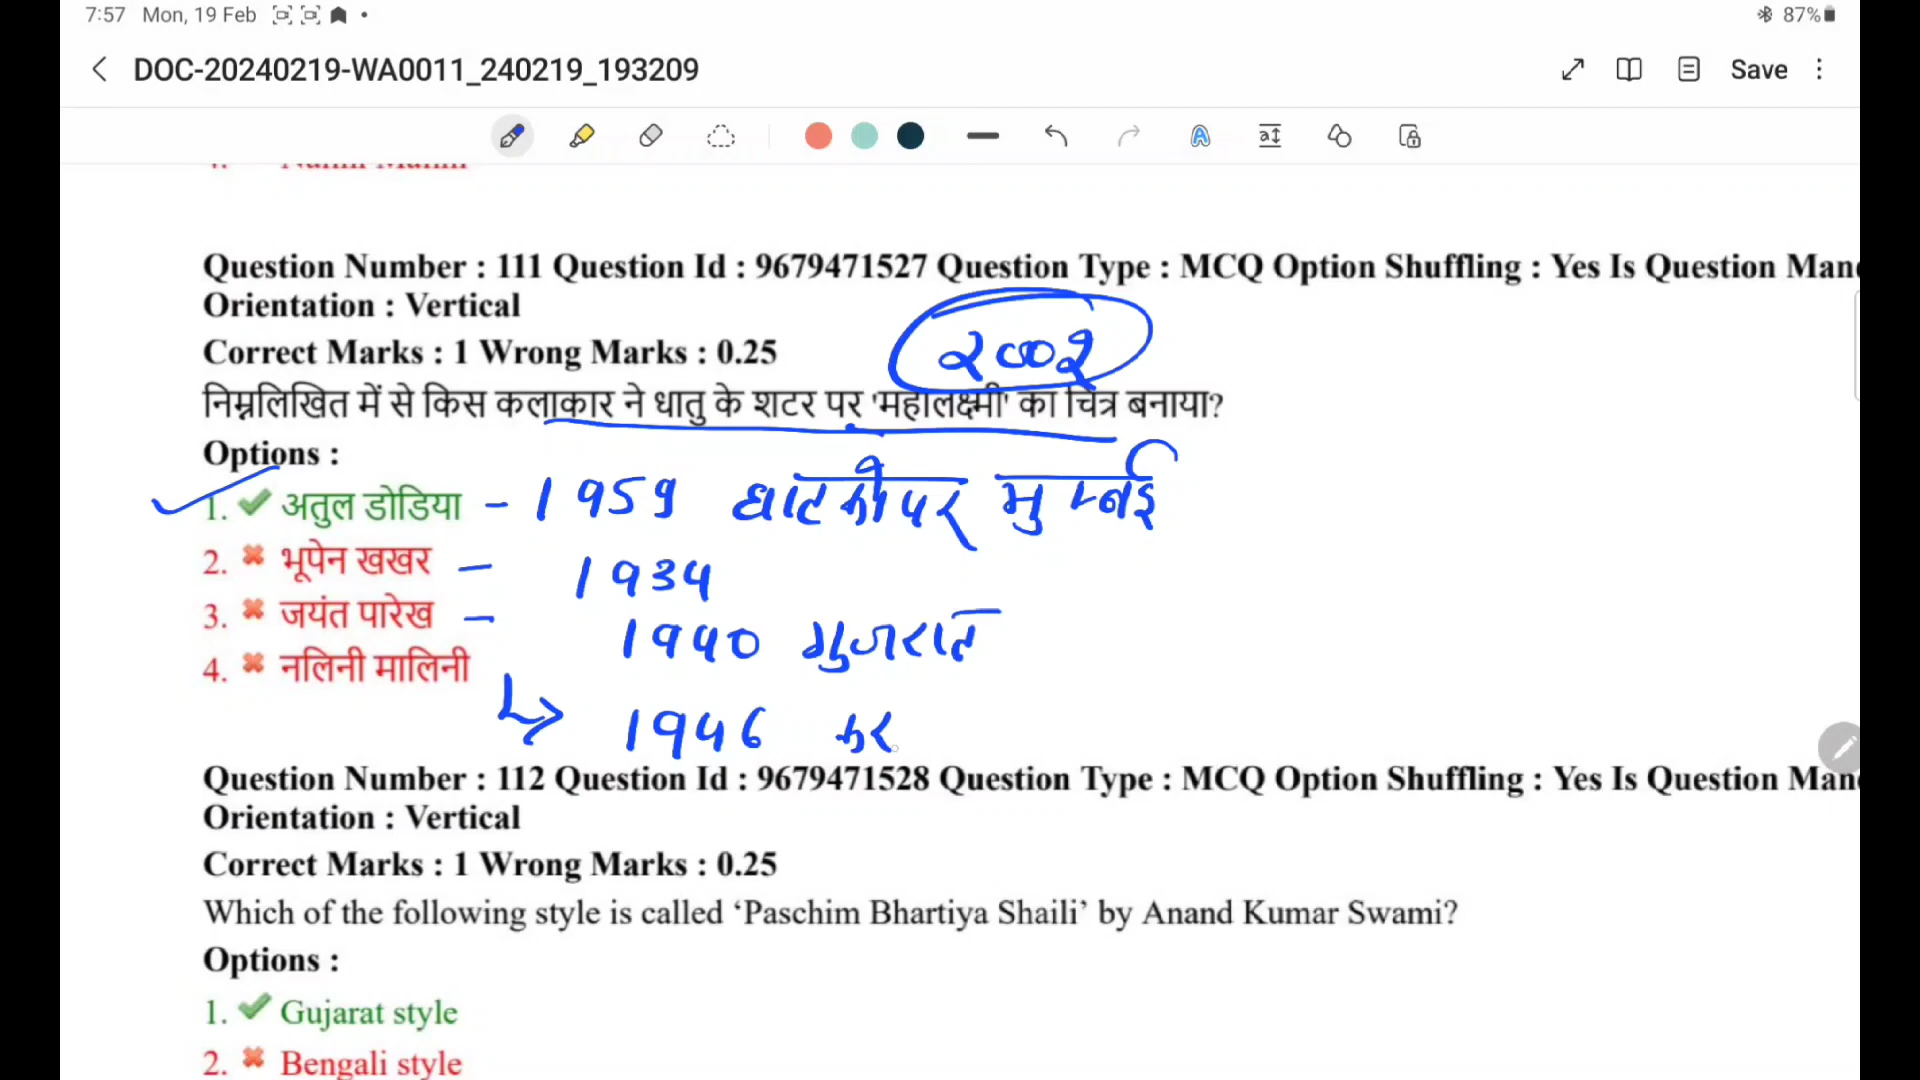 7:57 Mon, 19 Feb
87%
DOC-20240219-WA0011_240219_193209
Save
Question Number : 111 Question Id : 9679471527 Question Type : MCQ Option Shuffling : Yes Is Question Man
Orientation : Vertical
Correct Marks : 1 Wrong Marks : 0.25
२००२
निम्नलिखित में से किस कलाकार ने धातु के शटर पर 'महालक्ष्मी' का चित्र बनाया?
Options :
1. अतुल डोडिया - 1959 घाटकोपर मुम्बई
2. भूपेन खखर - 1934
3. जयंत पारेख - 1940 गुजरात
4. नलिनी मालिनी
1946 कर
Question Number : 112 Question Id : 9679471528 Question Type : MCQ Option Shuffling : Yes Is Question Man
Orientation : Vertical
Correct Marks : 1 Wrong Marks : 0.25
Which of the following style is called ‘Paschim Bhartiya Shaili’ by Anand Kumar Swami?
Options :
1. Gujarat style
2. Bengali style